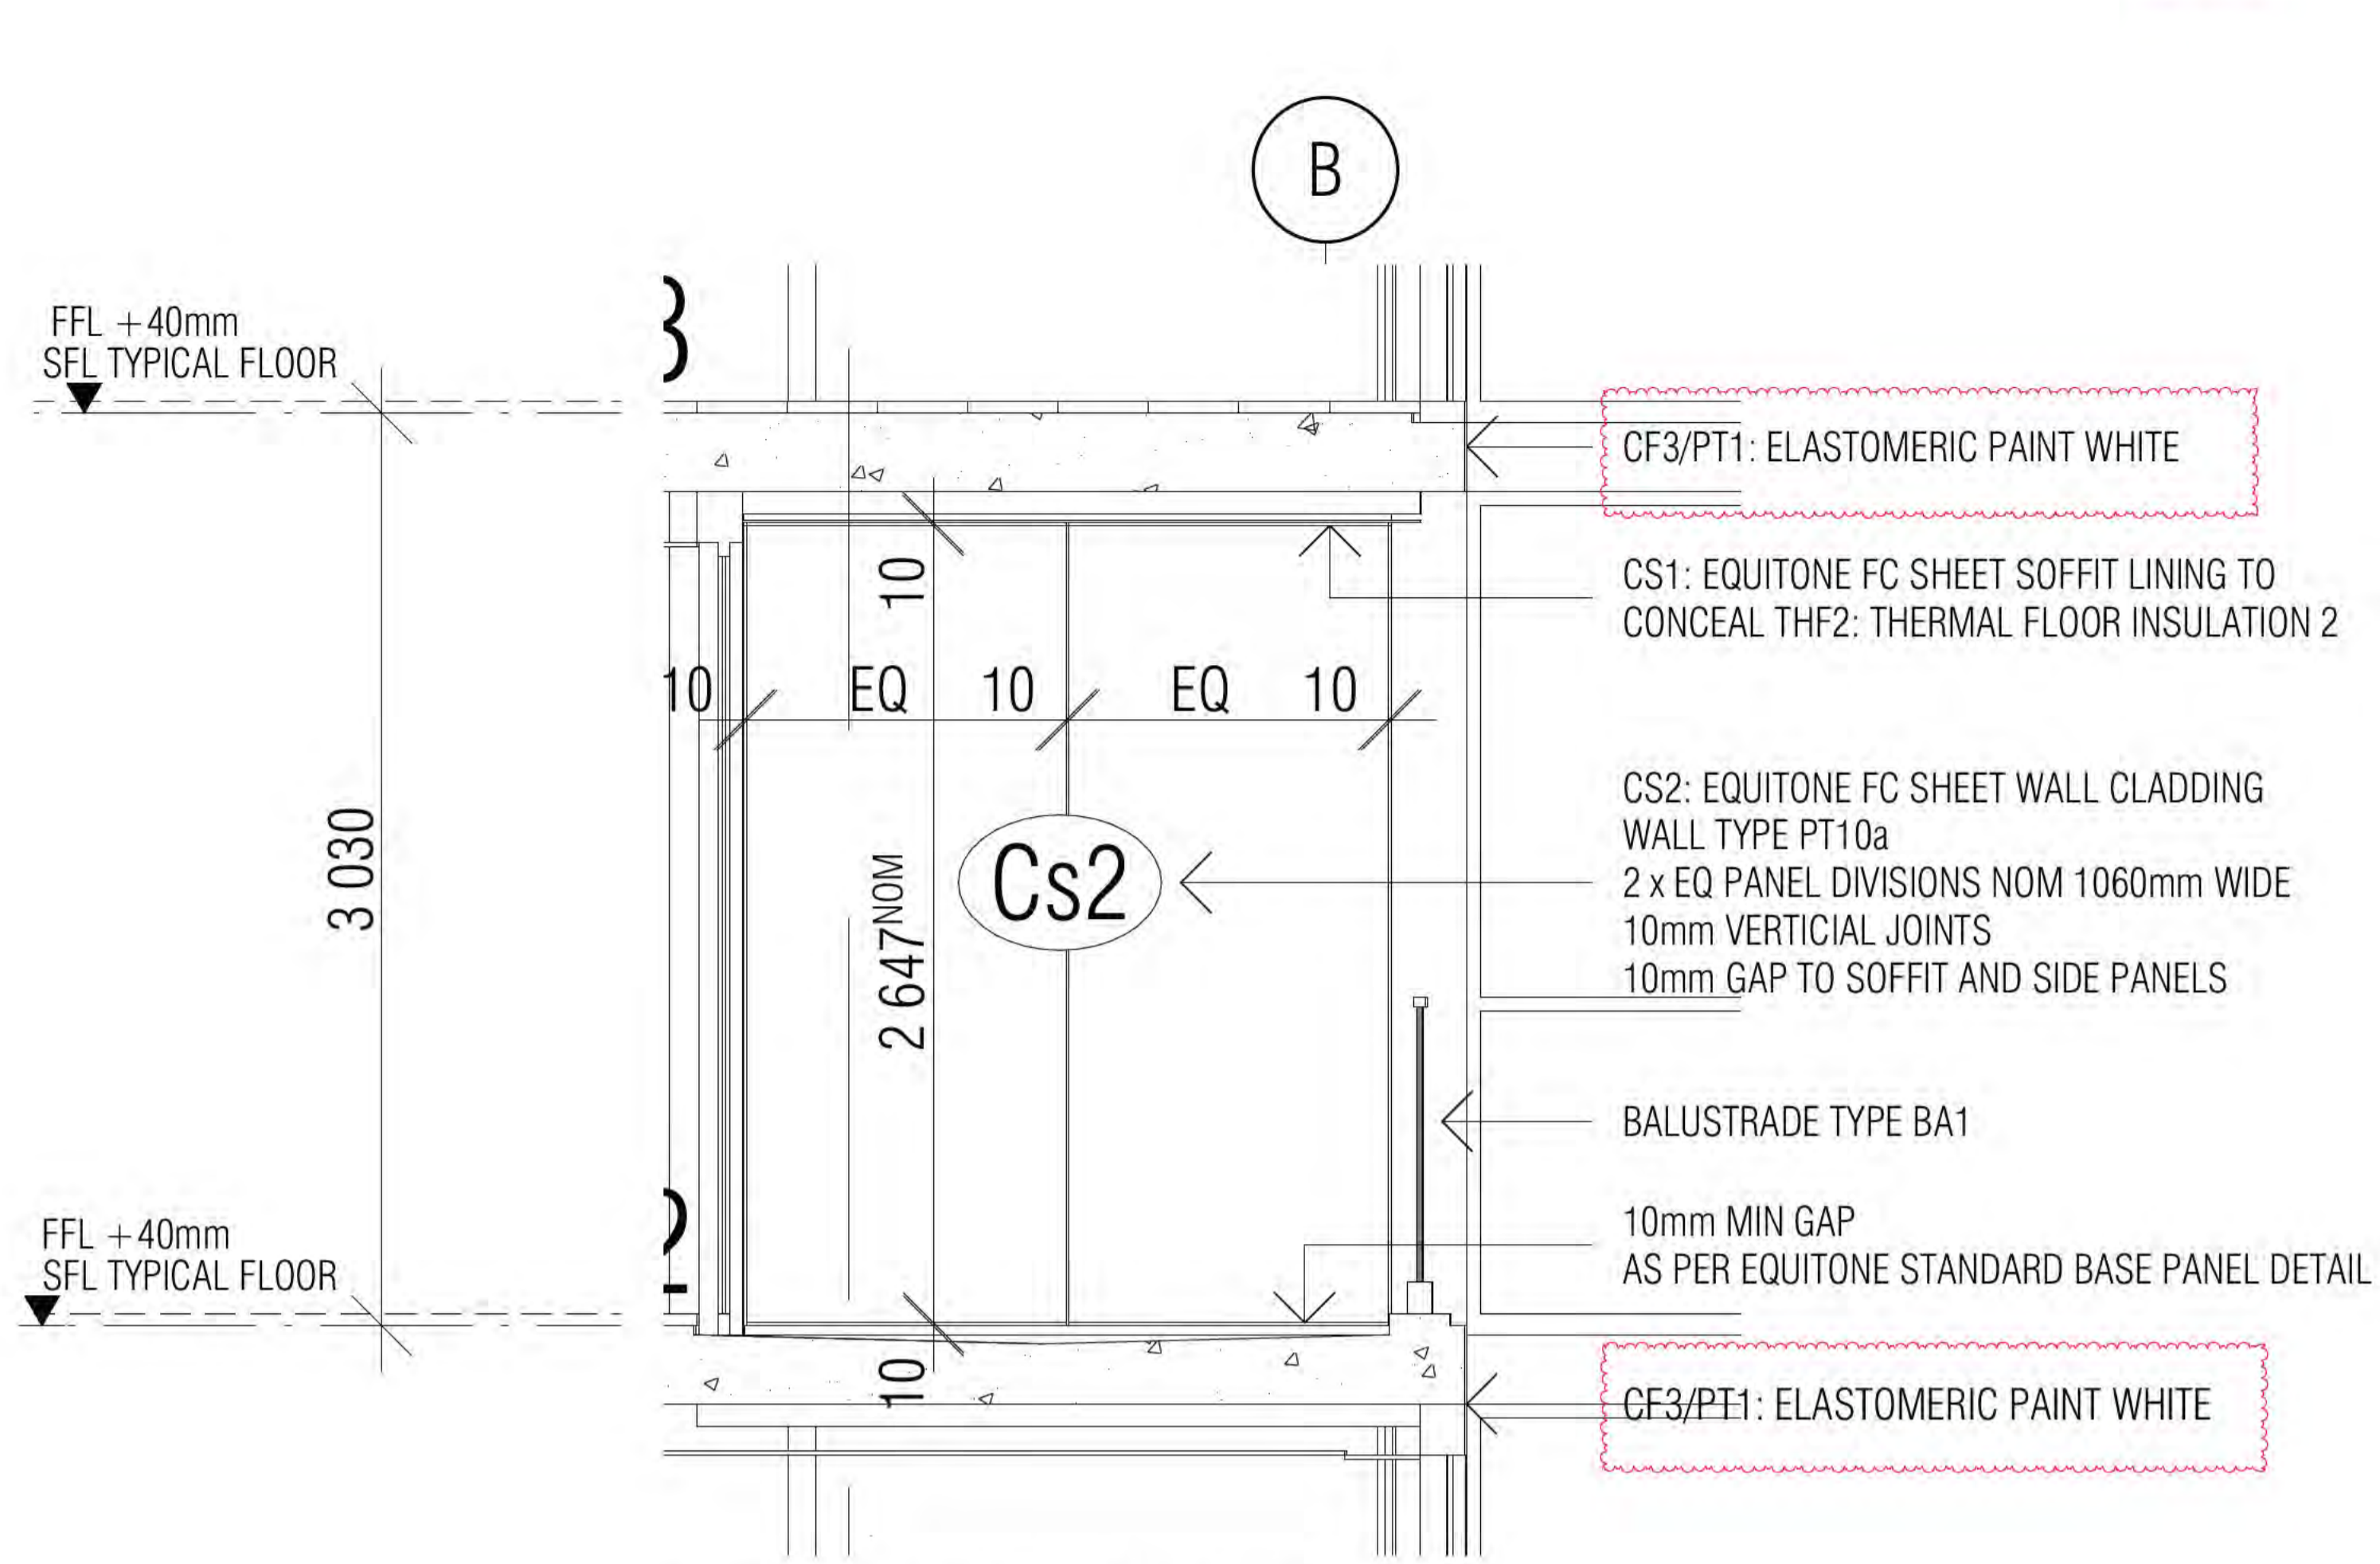 B
FFL +40mm
SFL TYPICAL FLOOR
CF3/PT1: ELASTOMERIC PAINT WHITE
CS1: EQUITONE FC SHEET SOFFIT LINING TO
CONCEAL THF2: THERMAL FLOOR INSULATION 2
10
10 EQ 10 EQ 10
3 030
2 647 NOM
Cs2
CS2: EQUITONE FC SHEET WALL CLADDING
WALL TYPE PT10a
2 x EQ PANEL DIVISIONS NOM 1060mm WIDE
10mm VERTICIAL JOINTS
10mm GAP TO SOFFIT AND SIDE PANELS
BALUSTRADE TYPE BA1
10mm MIN GAP
AS PER EQUITONE STANDARD BASE PANEL DETAIL
FFL +40mm
SFL TYPICAL FLOOR
10
CF3/PT1: ELASTOMERIC PAINT WHITE